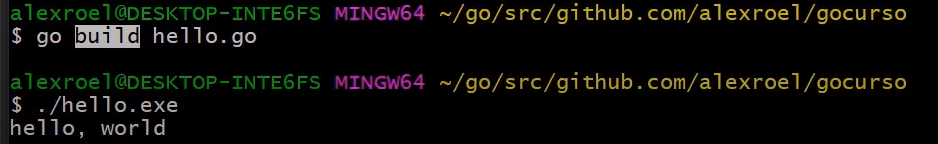 alexroel@DESKTOP-INTE6FS MINGW64 ~/go/src/github.com/alexroel/gocurso
$ go build hello.go
alexroel@DESKTOP-INTE6FS MINGW64 ~/go/src/github.com/alexroel/gocurso
$ ./hello.exe
hello, world